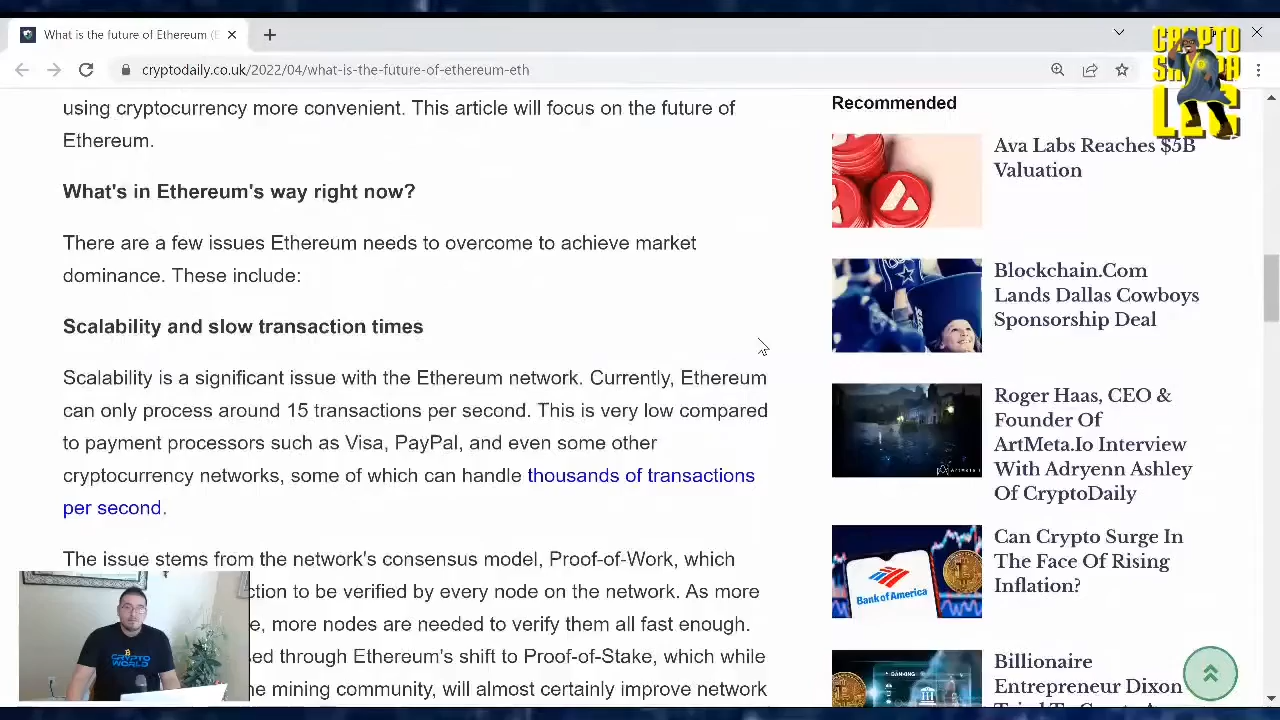 What is the future of Ethereum (E
cryptodaily.co.uk/2022/04/what-is-the-future-of-ethereum-eth
CRYPTO
LEE
using cryptocurrency more convenient. This article will focus on the future of
Ethereum.
What's in Ethereum's way right now?
There are a few issues Ethereum needs to overcome to achieve market
dominance. These include:
Scalability and slow transaction times
Scalability is a significant issue with the Ethereum network. Currently, Ethereum
can only process around 15 transactions per second. This is very low compared
to payment processors such as Visa, PayPal, and even some other
cryptocurrency networks, some of which can handle thousands of transactions
per second.
The issue stems from the network's consensus model, Proof-of-Work, which
ction to be verified by every node on the network. As more
e, more nodes are needed to verify them all fast enough.
sed through Ethereum's shift to Proof-of-Stake, which while
he mining community, will almost certainly improve network
CRYPTO
WORLD
Recommended
Ava Labs Reaches $5B
Valuation
Blockchain.Com
Lands Dallas Cowboys
Sponsorship Deal
Roger Haas, CEO &
Founder Of
ArtMeta.Io Interview
With Adryenn Ashley
Of CryptoDaily
Can Crypto Surge In
The Face Of Rising
Inflation?
Bank of America
Billionaire
Entrepreneur Dixon
BANKING